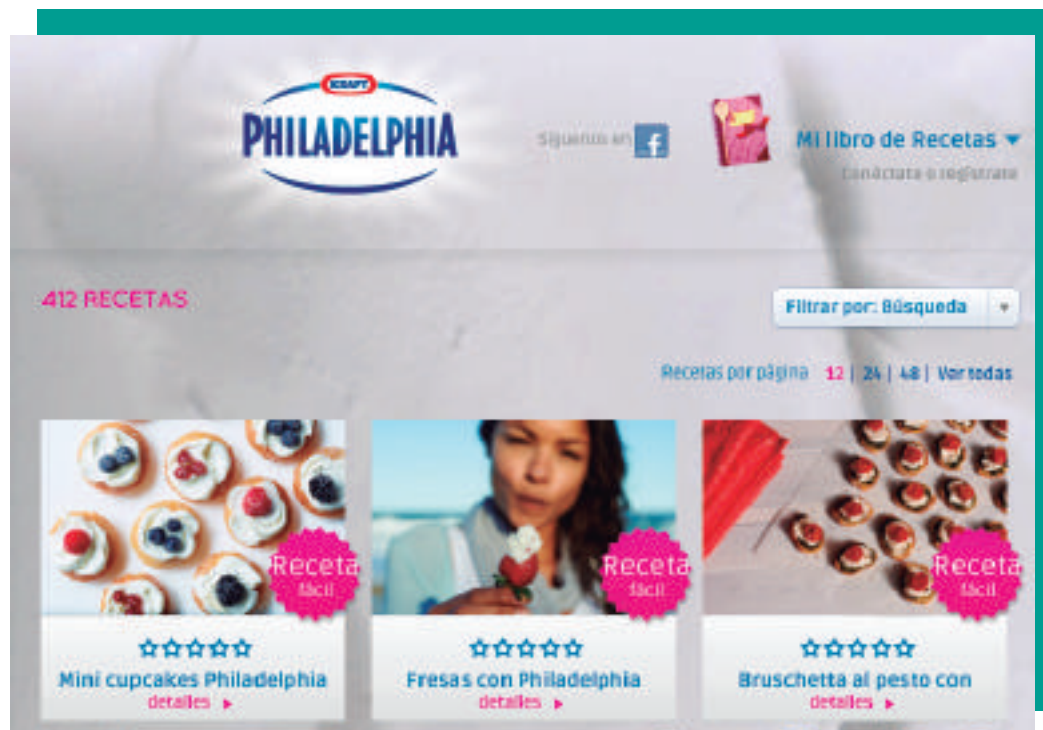 KRAFT
PHILADELPHIA
Síguenos en
f
Mi libro de Recetas
Conéctate o regístrate
412 RECETAS
Filtrar por: Búsqueda
Recetas por página 12 | 24 | 48 | Ver todas
Receta
fácil
Receta
fácil
Receta
fácil
Mini cupcakes Philadelphia
detalles
Fresas con Philadelphia
detalles
Bruschetta al pesto con
detalles